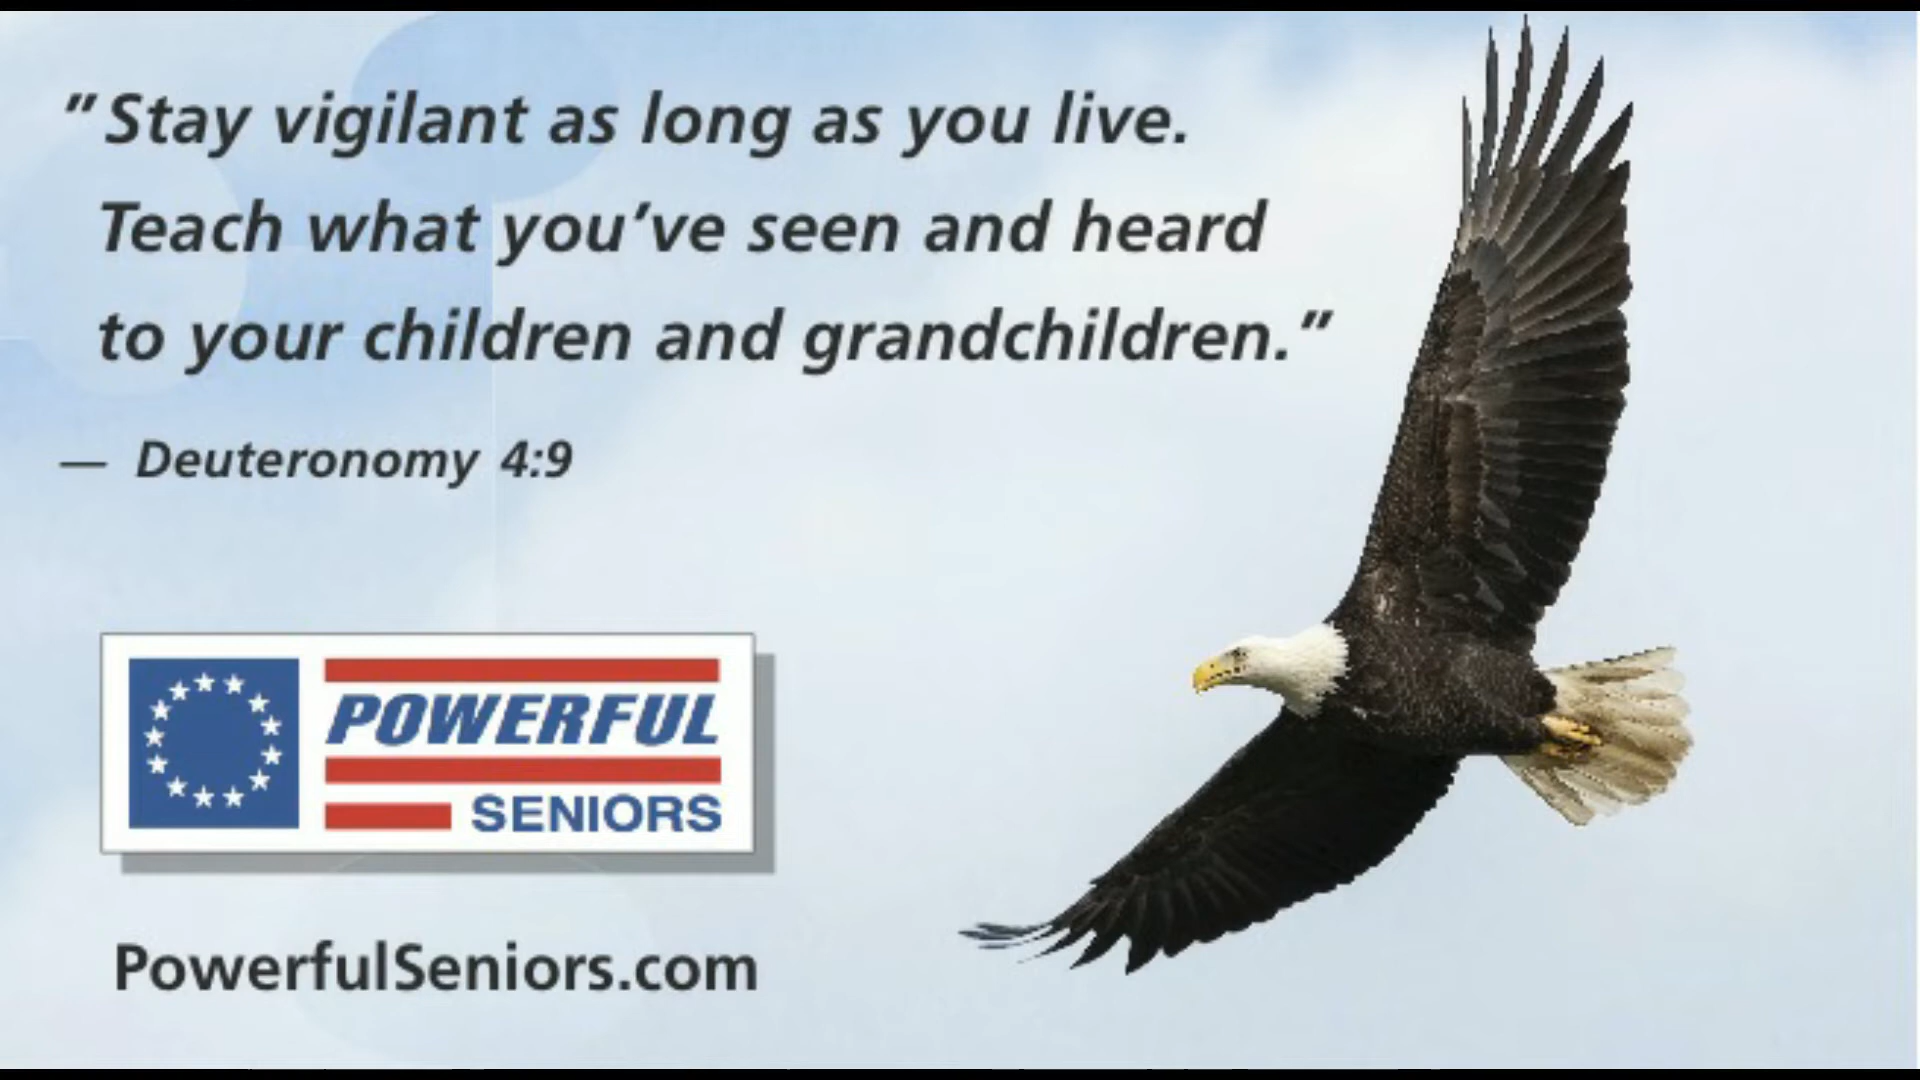 "Stay vigilant as long as you live.
Teach what you've seen and heard
to your children and grandchildren."
— Deuteronomy 4:9
POWERFUL
SENIORS
PowerfulSeniors.com